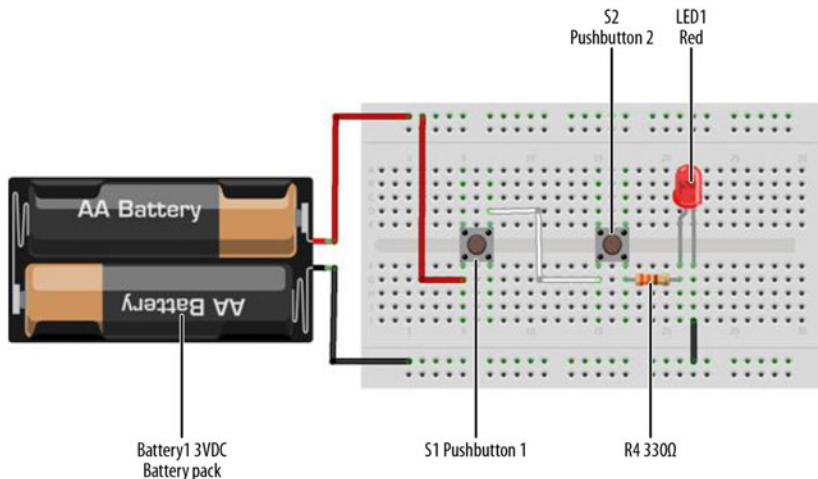 S2
Pushbutton 2
LED1
Red
AA Battery
AA Battery
Battery1 3VDC
Battery pack
S1 Pushbutton 1
R4 330Ω